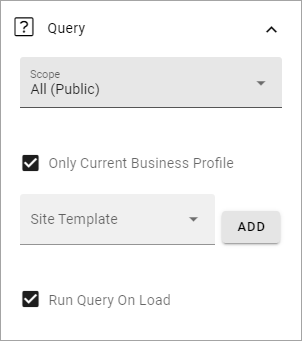 Query
Scope
All (Public)
Only Current Business Profile
Site Template
ADD
Run Query On Load